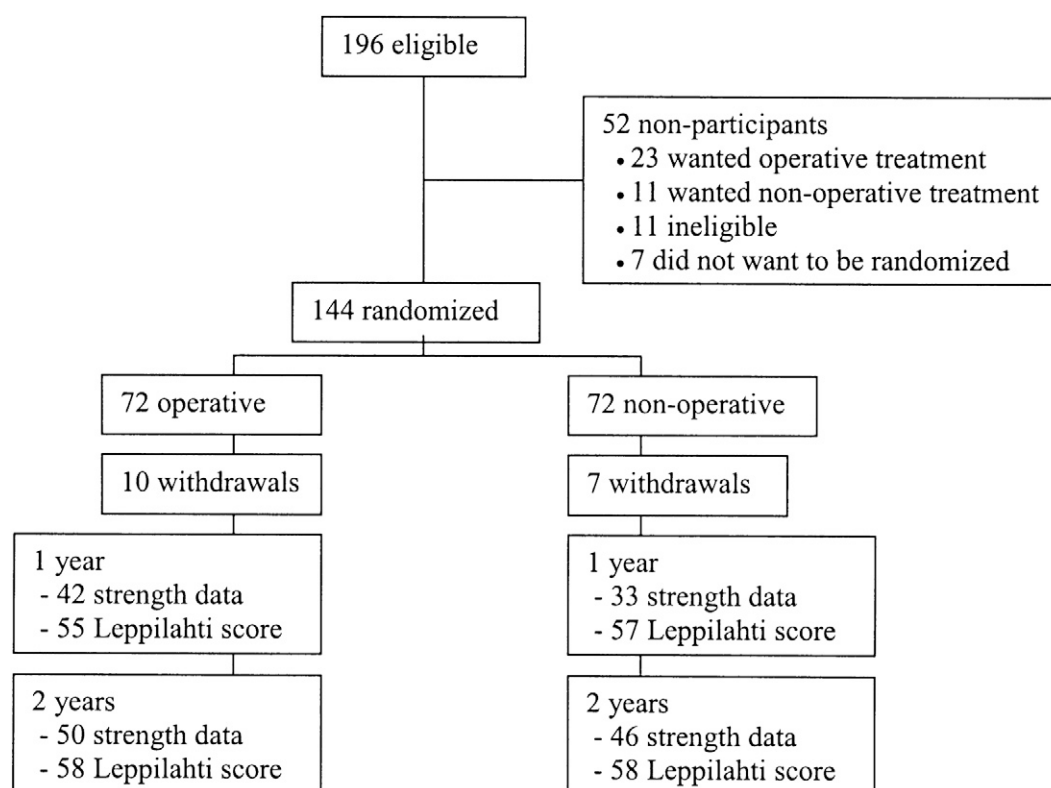 196 eligible
52 non-participants
• 23 wanted operative treatment
• 11 wanted non-operative treatment
• 11 ineligible
• 7 did not want to be randomized
144 randomized
72 operative
72 non-operative
10 withdrawals
7 withdrawals
1 year
- 42 strength data
- 55 Leppilahti score
1 year
- 33 strength data
- 57 Leppilahti score
2 years
- 50 strength data
- 58 Leppilahti score
2 years
- 46 strength data
- 58 Leppilahti score